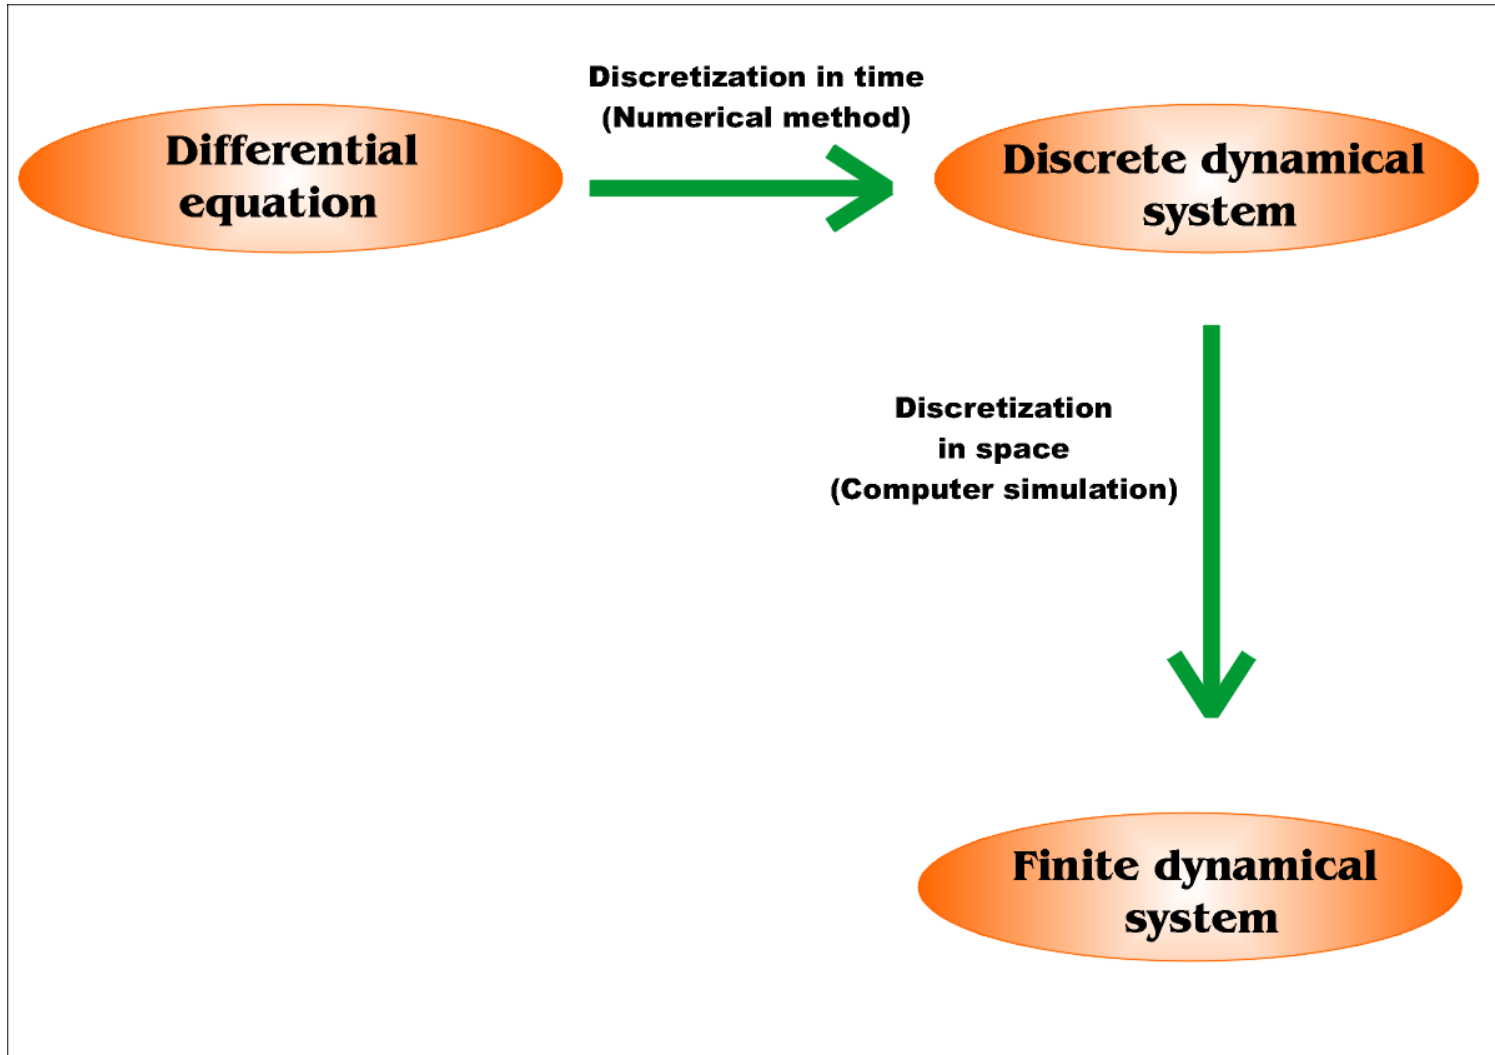 Discretization in time
(Numerical method)
Differential
equation
Discrete dynamical
system
Discretization
in space
(Computer simulation)
Finite dynamical
system